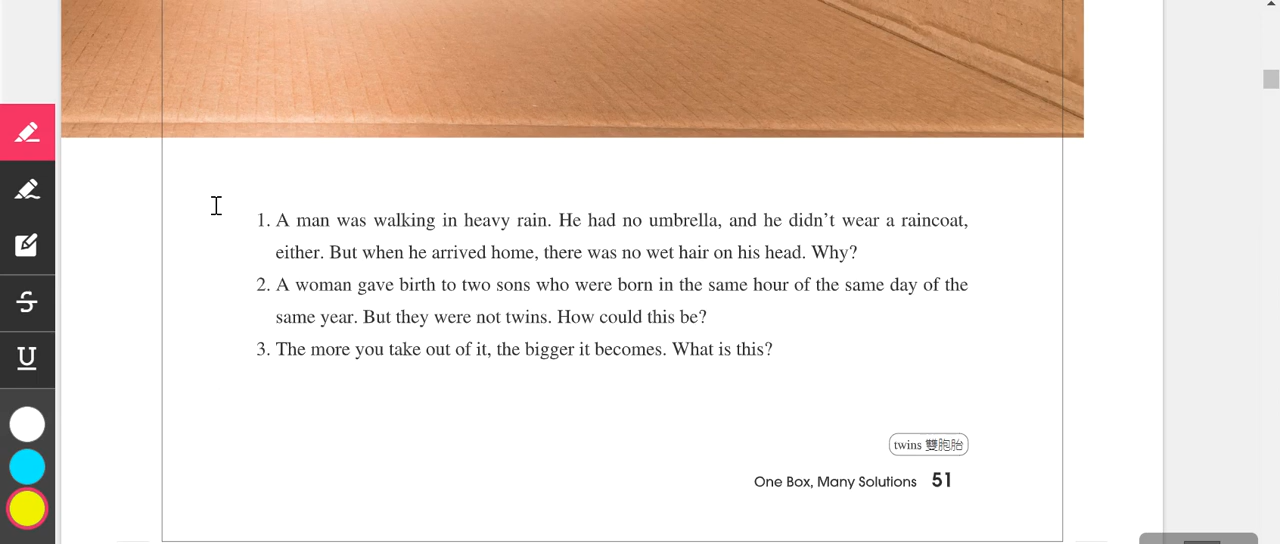 1. A man was walking in heavy rain. He had no umbrella, and he didn't wear a raincoat,
either. But when he arrived home, there was no wet hair on his head. Why?
2. A woman gave birth to two sons who were born in the same hour of the same day of the
same year. But they were not twins. How could this be?
3. The more you take out of it, the bigger it becomes. What is this?
twins 雙胞胎
One Box, Many Solutions 51